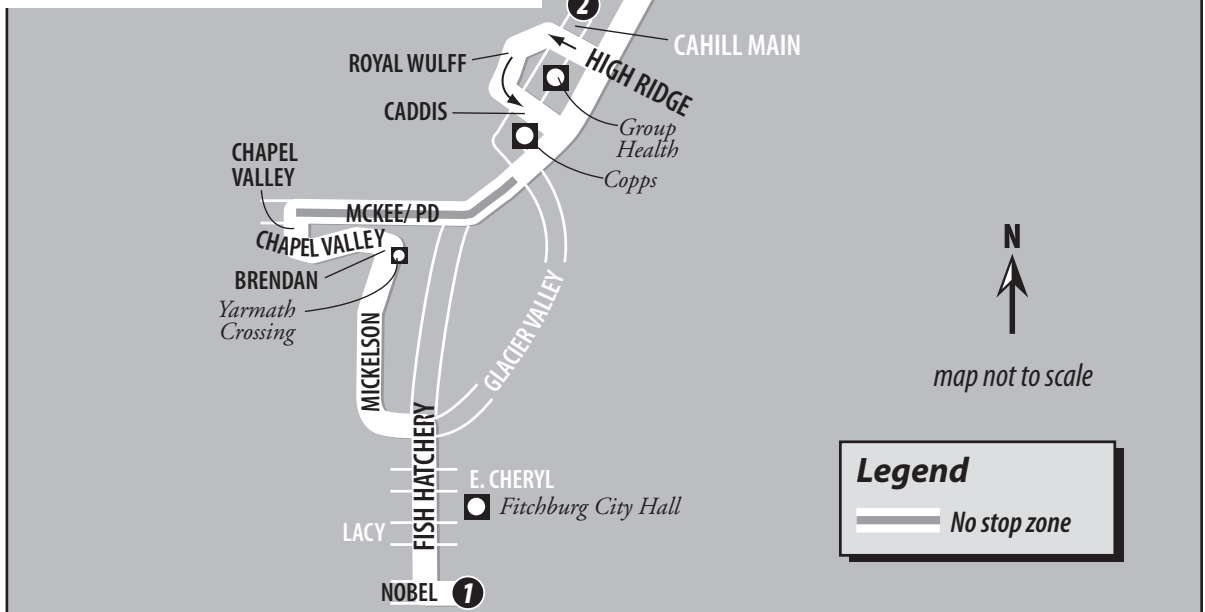 2
CAHILL MAIN
ROYAL WULFF
HIGH RIDGE
CADDIS
Group
Health
Copps
CHAPEL
VALLEY
MCKEE/ PD
CHAPEL VALLEY
BRENDAN
Yarmath
Crossing
GLACIER VALLEY
MICKELSON
N
map not to scale
FISH HATCHERY
E. CHERYL
Fitchburg City Hall
LACY
NOBEL
1
Legend
No stop zone